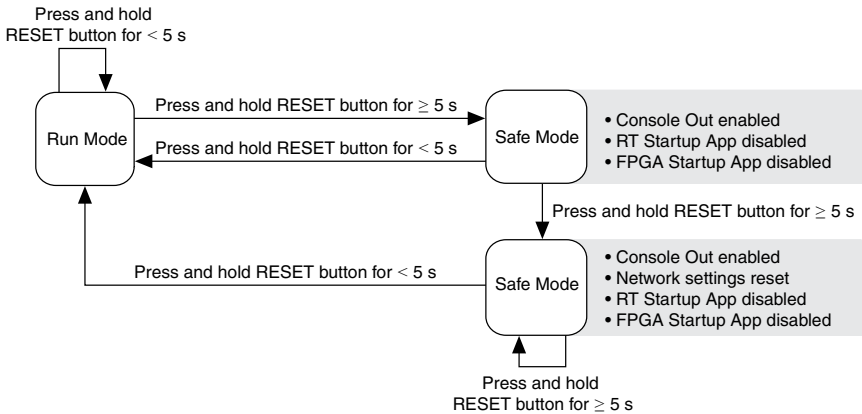 Press and hold
RESET button for < 5 s
Run Mode
Press and hold RESET button for ≥ 5 s
Press and hold RESET button for < 5 s
Safe Mode
• Console Out enabled
• RT Startup App disabled
• FPGA Startup App disabled
Press and hold RESET button for ≥ 5 s
Press and hold RESET button for < 5 s
Safe Mode
• Console Out enabled
• Network settings reset
• RT Startup App disabled
• FPGA Startup App disabled
Press and hold
RESET button for ≥ 5 s